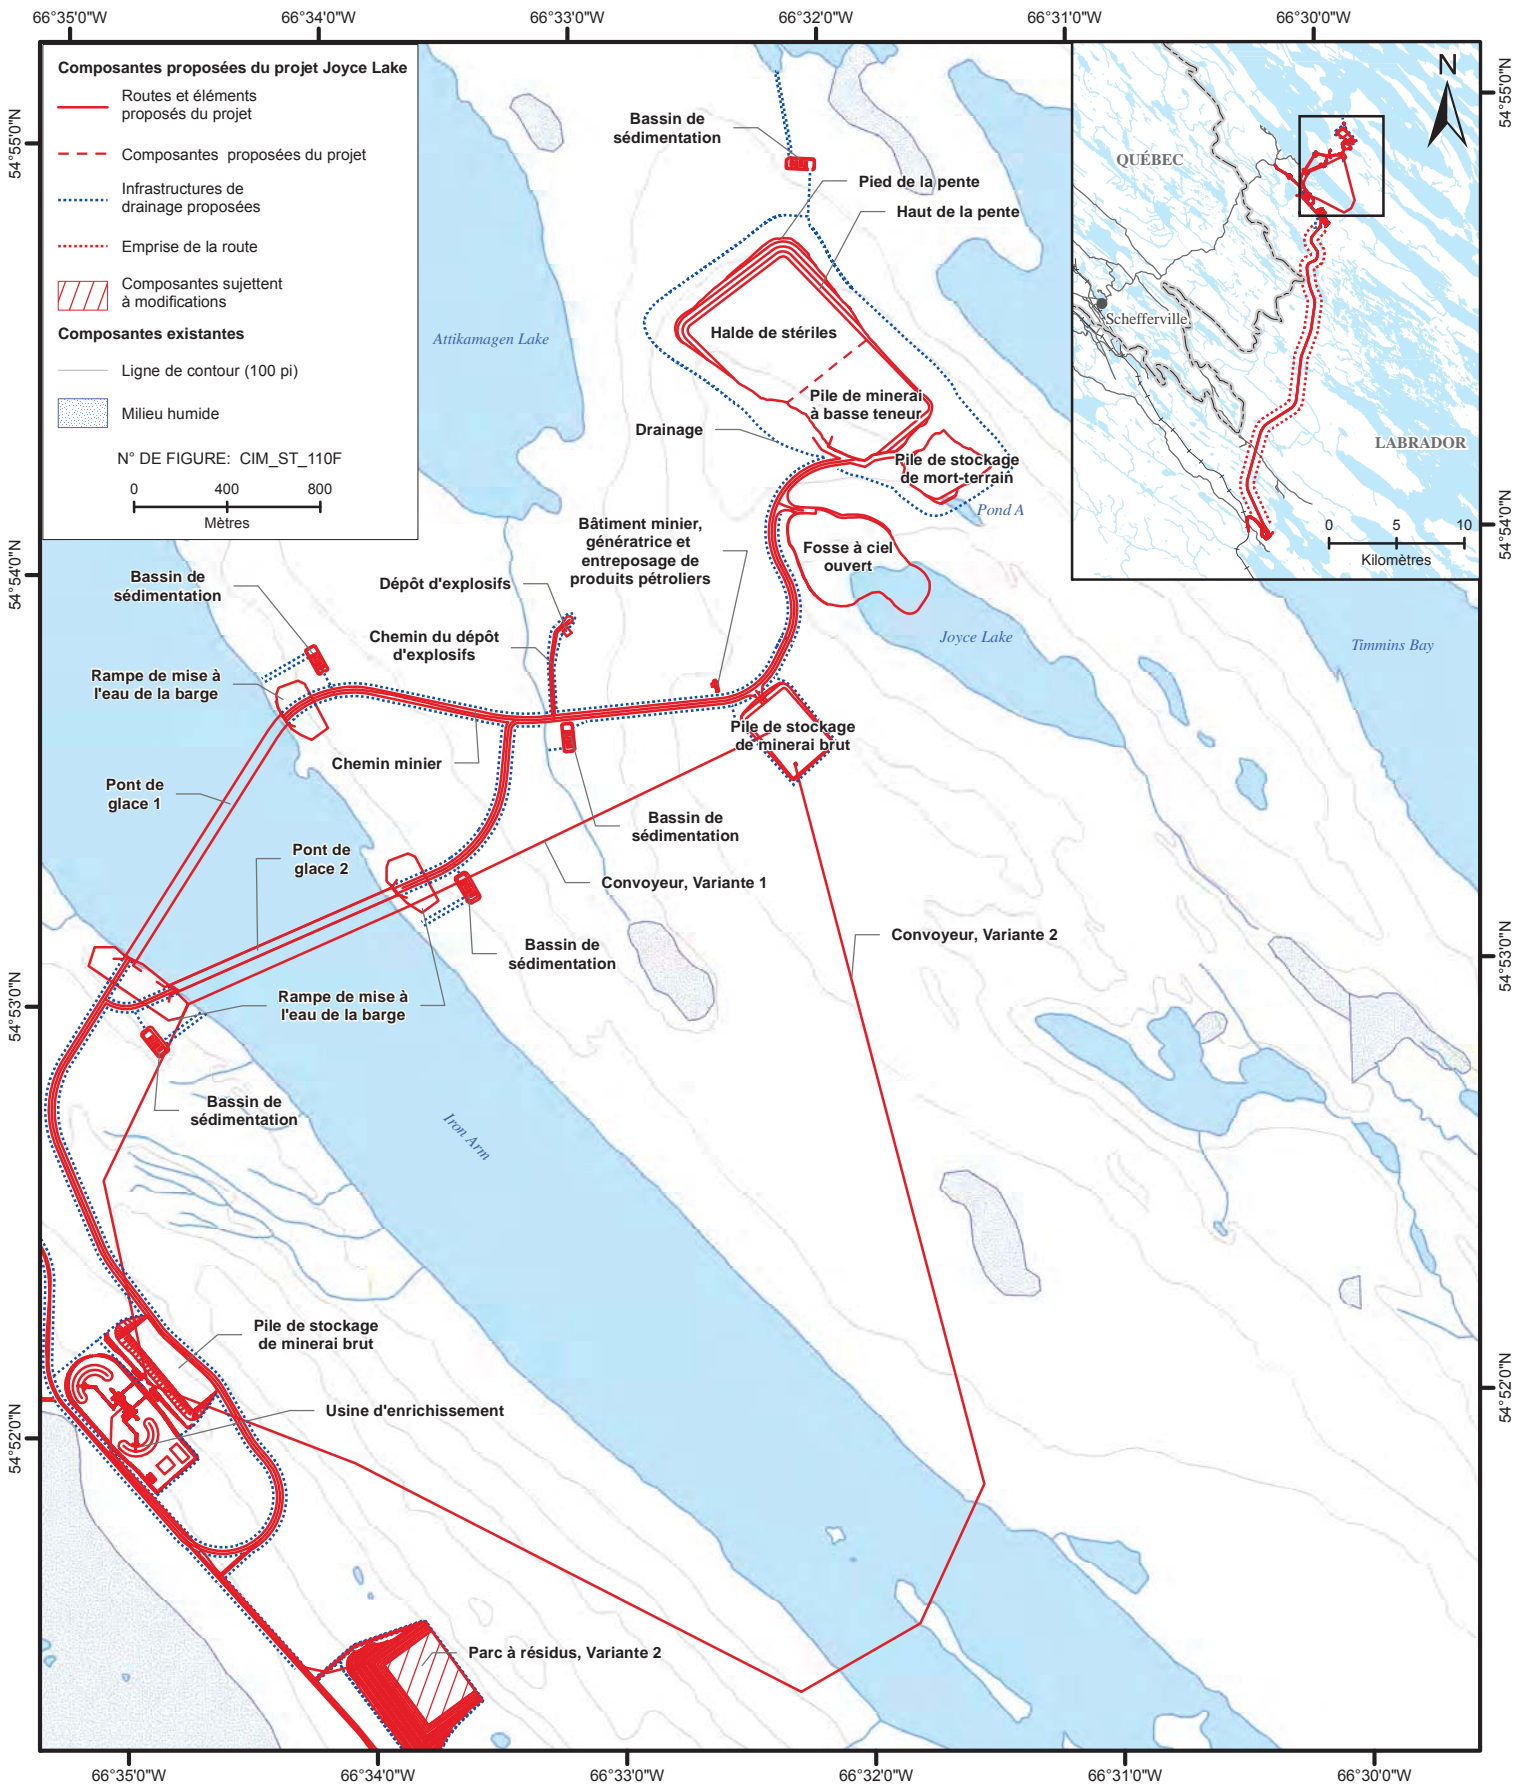 66°35'0"W
66°34'0"W
66°33'0"W
66°32'0"W
66°31'0"W
66°30'0"W
54°55'0"N
54°54'0"N
54°53'0"N
54°52'0"N
Composantes proposées du projet Joyce Lake
Routes et éléments
proposés du projet
Composantes proposées du projet
Infrastructures de
drainage proposées
Emprise de la route
Composantes sujettent
à modifications
Composantes existantes
Ligne de contour (100 pi)
Milieu humide
N° DE FIGURE: CIM_ST_110F
0 400 800
Mètres
N
QUÉBEC
Schefferville
LABRADOR
0 5 10
Kilomètres
54°55'0"N
54°54'0"N
54°53'0"N
54°52'0"N
Bassin de
sédimentation
Pied de la pente
Haut de la pente
Attikamagen Lake
Halde de stériles
Pile de minerai
à basse teneur
Drainage
Pile de stockage
de mort-terrain
Pond A
Bâtiment minier,
génératrice et
entreposage de
produits pétroliers
Fosse à ciel
ouvert
Bassin de
sédimentation
Dépôt d'explosifs
Joyce Lake
Timmins Bay
Chemin du dépôt
d'explosifs
Rampe de mise à
l'eau de la barge
Pile de stockage
de minerai brut
Chemin minier
Pont de
glace 1
Bassin de
sédimentation
Pont de
glace 2
Convoyeur, Variante 1
Convoyeur, Variante 2
Bassin de
sédimentation
Rampe de mise à
l'eau de la barge
Bassin de
sédimentation
Iron Arm
Pile de stockage
de minerai brut
Usine d'enrichissement
Parc à résidus, Variante 2
66°35'0"W
66°34'0"W
66°33'0"W
66°32'0"W
66°31'0"W
66°30'0"W